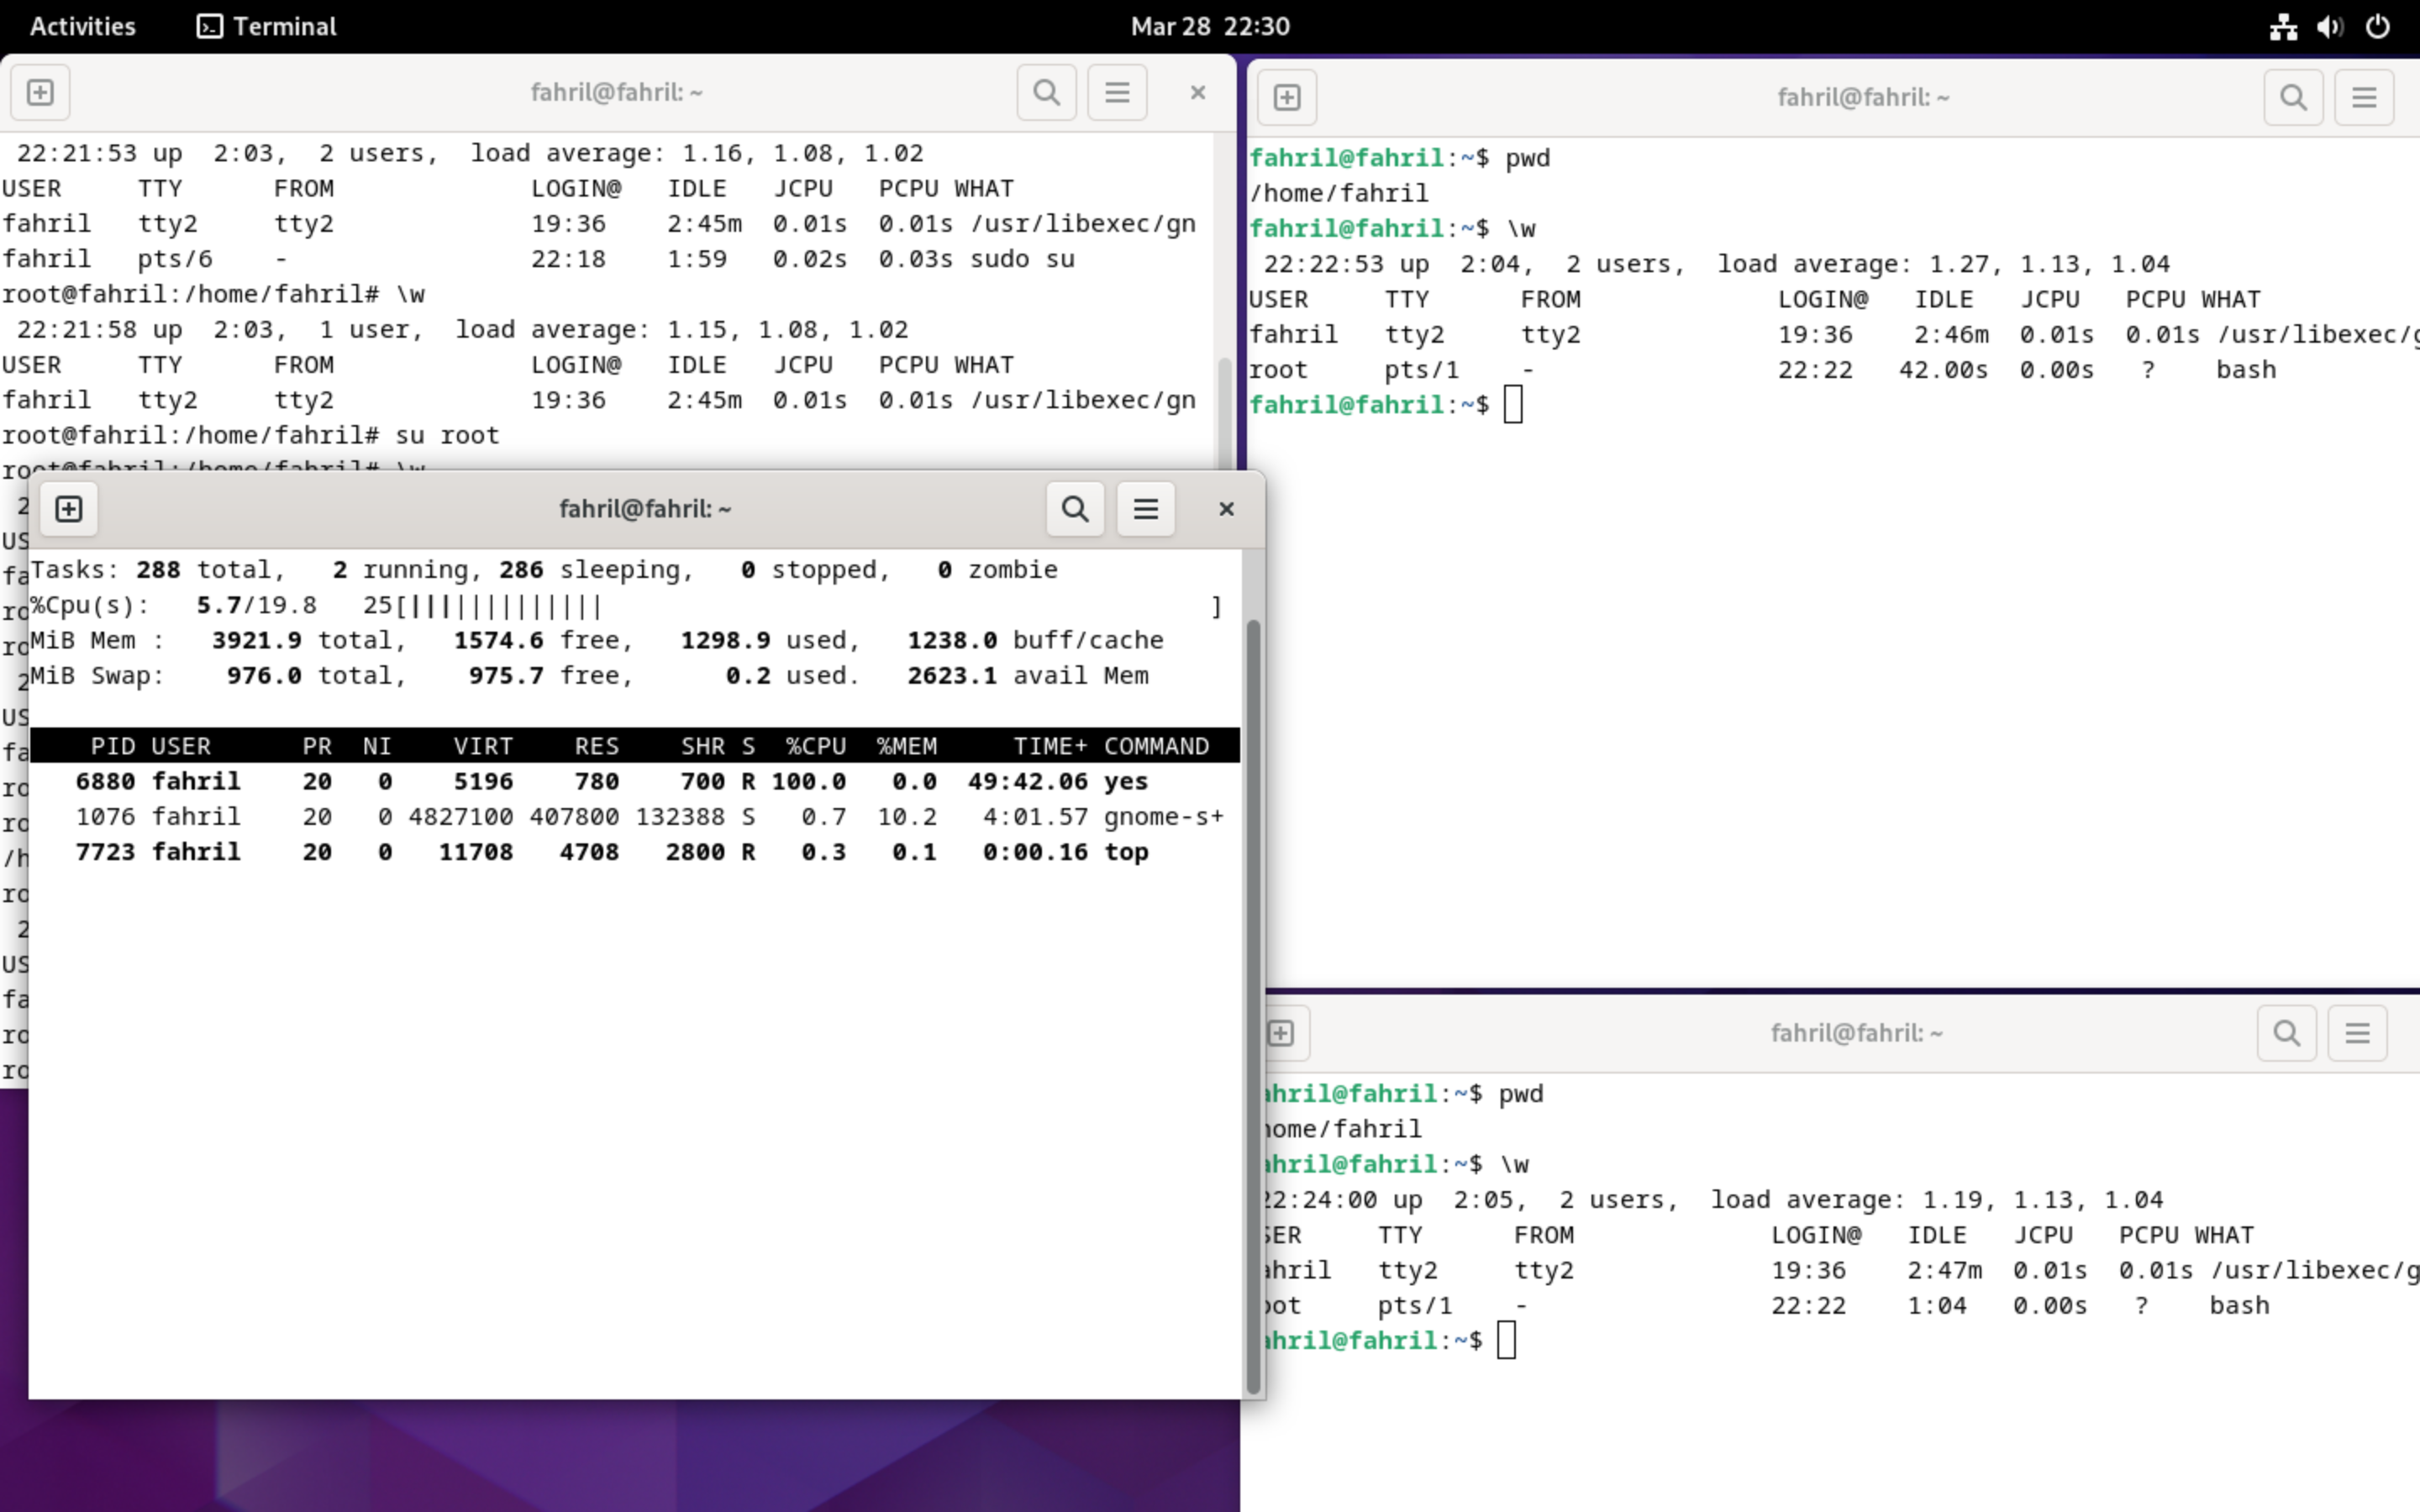 Activities Terminal Mar 28 22:30
fahril@fahril: ~
22:21:53 up 2:03, 2 users, load average: 1.16, 1.08, 1.02
USER TTY FROM LOGIN@ IDLE JCPU PCPU WHAT
fahril tty2 tty2 19:36 2:45m 0.01s 0.01s /usr/libexec/gn
fahril pts/6 - 22:18 1:59 0.02s 0.03s sudo su
root@fahril:/home/fahril# \w
22:21:58 up 2:03, 1 user, load average: 1.15, 1.08, 1.02
USER TTY FROM LOGIN@ IDLE JCPU PCPU WHAT
fahril tty2 tty2 19:36 2:45m 0.01s 0.01s /usr/libexec/gn
root@fahril:/home/fahril# su root
root@fahril:/home/fahril# \w
2
US
fa
ro
ro
2
US
fa
ro
ro
/h
ro
2
US
fa
ro
ro
fahril@fahril: ~
Tasks: 288 total, 2 running, 286 sleeping, 0 stopped, 0 zombie
%Cpu(s): 5.7/19.8 25[||||||||||||| ]
MiB Mem : 3921.9 total, 1574.6 free, 1298.9 used, 1238.0 buff/cache
MiB Swap: 976.0 total, 975.7 free, 0.2 used. 2623.1 avail Mem
PID USER PR NI VIRT RES SHR S %CPU %MEM TIME+ COMMAND
6880 fahril 20 0 5196 780 700 R 100.0 0.0 49:42.06 yes
1076 fahril 20 0 4827100 407800 132388 S 0.7 10.2 4:01.57 gnome-s+
7723 fahril 20 0 11708 4708 2800 R 0.3 0.1 0:00.16 top
fahril@fahril: ~
fahril@fahril:~$ pwd
/home/fahril
fahril@fahril:~$ \w
22:22:53 up 2:04, 2 users, load average: 1.27, 1.13, 1.04
USER TTY FROM LOGIN@ IDLE JCPU PCPU WHAT
fahril tty2 tty2 19:36 2:46m 0.01s 0.01s /usr/libexec/g
root pts/1 - 22:22 42.00s 0.00s ? bash
fahril@fahril:~$
fahril@fahril: ~
ahril@fahril:~$ pwd
home/fahril
ahril@fahril:~$ \w
22:24:00 up 2:05, 2 users, load average: 1.19, 1.13, 1.04
SER TTY FROM LOGIN@ IDLE JCPU PCPU WHAT
ahril tty2 tty2 19:36 2:47m 0.01s 0.01s /usr/libexec/g
oot pts/1 - 22:22 1:04 0.00s ? bash
ahril@fahril:~$